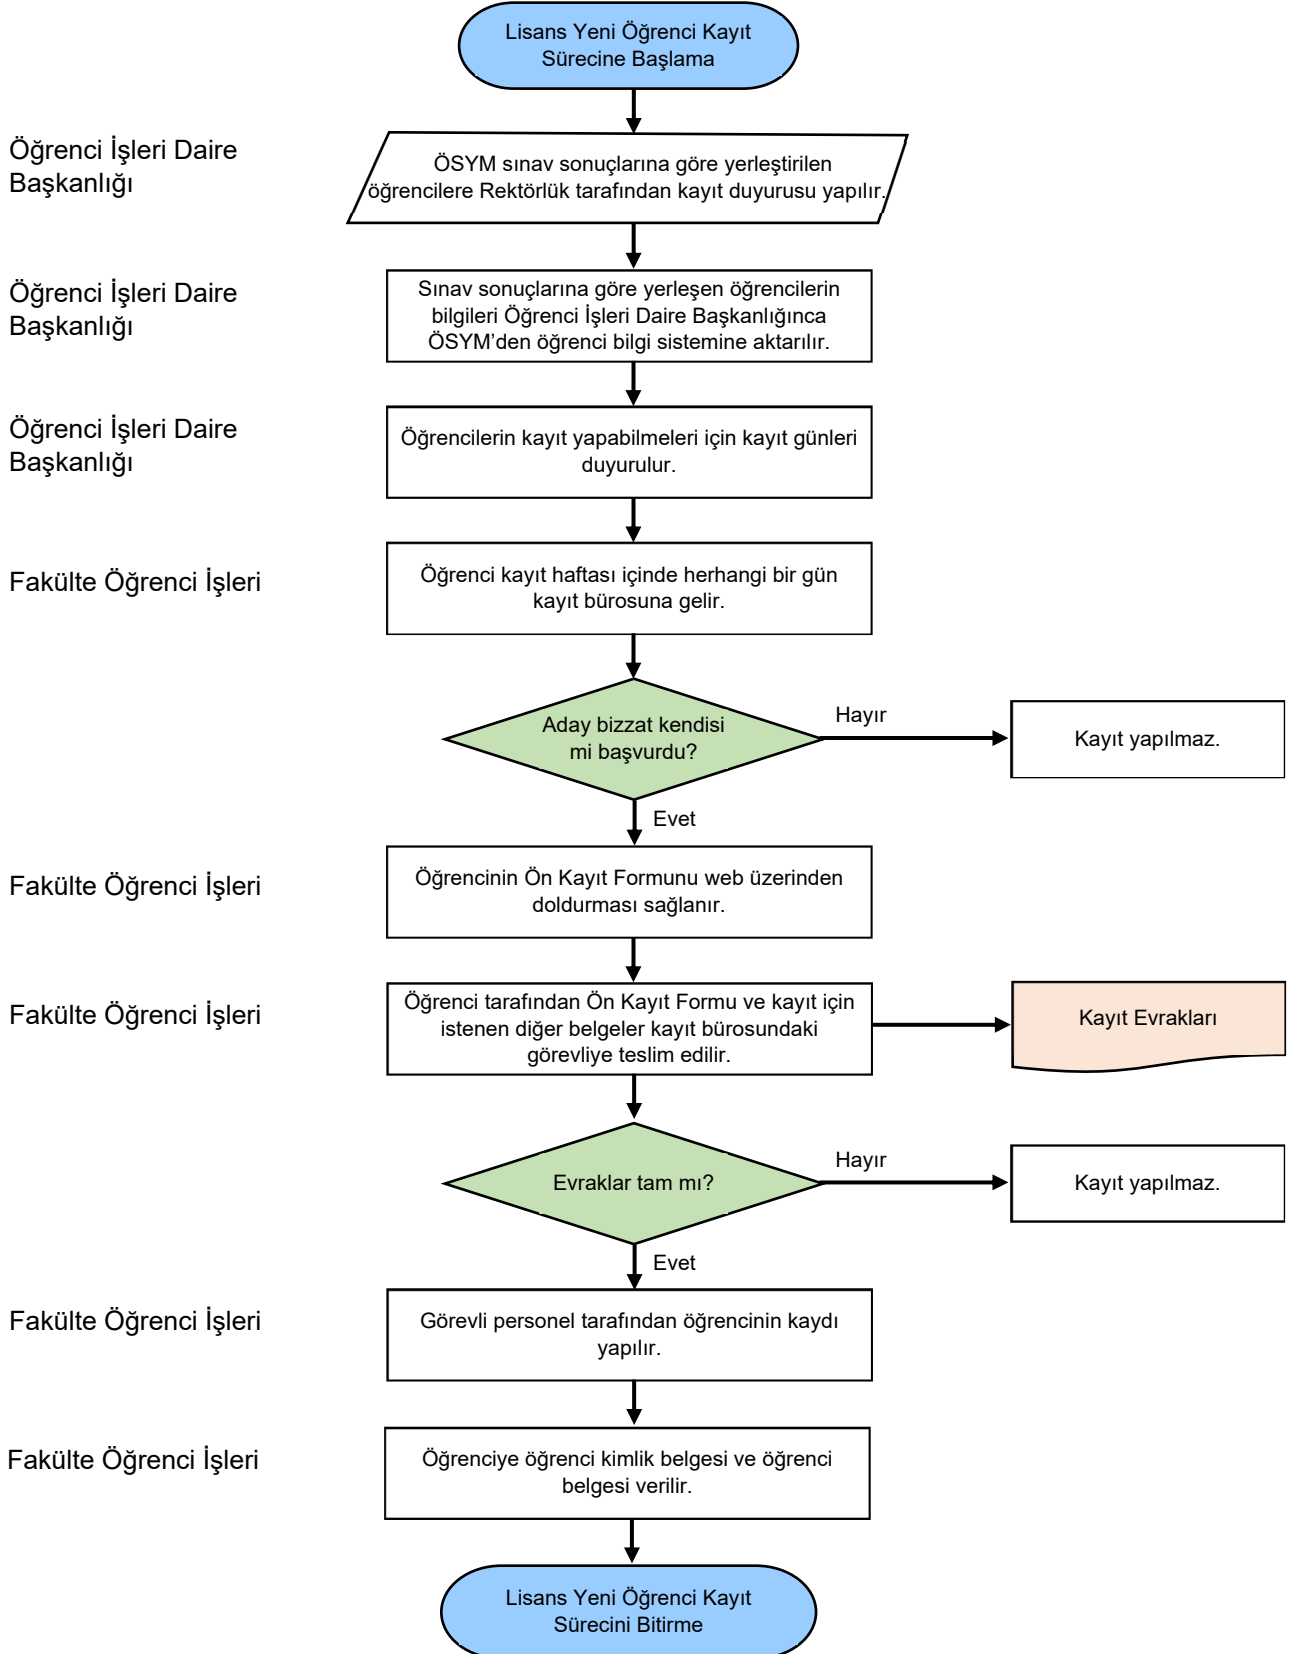 Lisans Yeni Öğrenci Kayıt
Sürecine Başlama
Öğrenci İşleri Daire
Başkanlığı
ÖSYM sınav sonuçlarına göre yerleştirilen
öğrencilere Rektörlük tarafından kayıt duyurusu yapılır.
Öğrenci İşleri Daire
Başkanlığı
Sınav sonuçlarına göre yerleşen öğrencilerin
bilgileri Öğrenci İşleri Daire Başkanlığınca
ÖSYM’den öğrenci bilgi sistemine aktarılır.
Öğrenci İşleri Daire
Başkanlığı
Öğrencilerin kayıt yapabilmeleri için kayıt günleri
duyurulur.
Fakülte Öğrenci İşleri
Öğrenci kayıt haftası içinde herhangi bir gün
kayıt bürosuna gelir.
Aday bizzat kendisi
mi başvurdu?
Hayır
Kayıt yapılmaz.
Evet
Fakülte Öğrenci İşleri
Öğrencinin Ön Kayıt Formunu web üzerinden
doldurması sağlanır.
Fakülte Öğrenci İşleri
Öğrenci tarafından Ön Kayıt Formu ve kayıt için
istenen diğer belgeler kayıt bürosundaki
görevliye teslim edilir.
Kayıt Evrakları
Evraklar tam mı?
Hayır
Kayıt yapılmaz.
Evet
Fakülte Öğrenci İşleri
Görevli personel tarafından öğrencinin kaydı
yapılır.
Fakülte Öğrenci İşleri
Öğrenciye öğrenci kimlik belgesi ve öğrenci
belgesi verilir.
Lisans Yeni Öğrenci Kayıt
Sürecini Bitirme